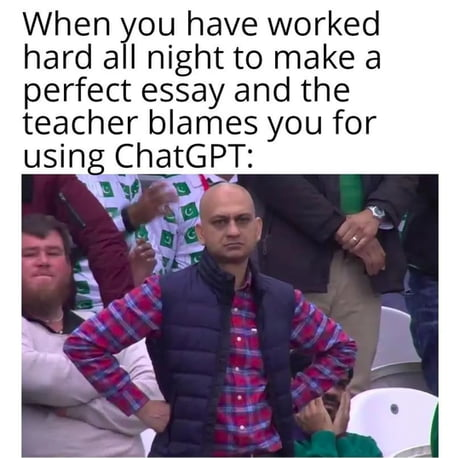 When you have worked
hard all night to make a
perfect essay and the
teacher blames you for
using ChatGPT: